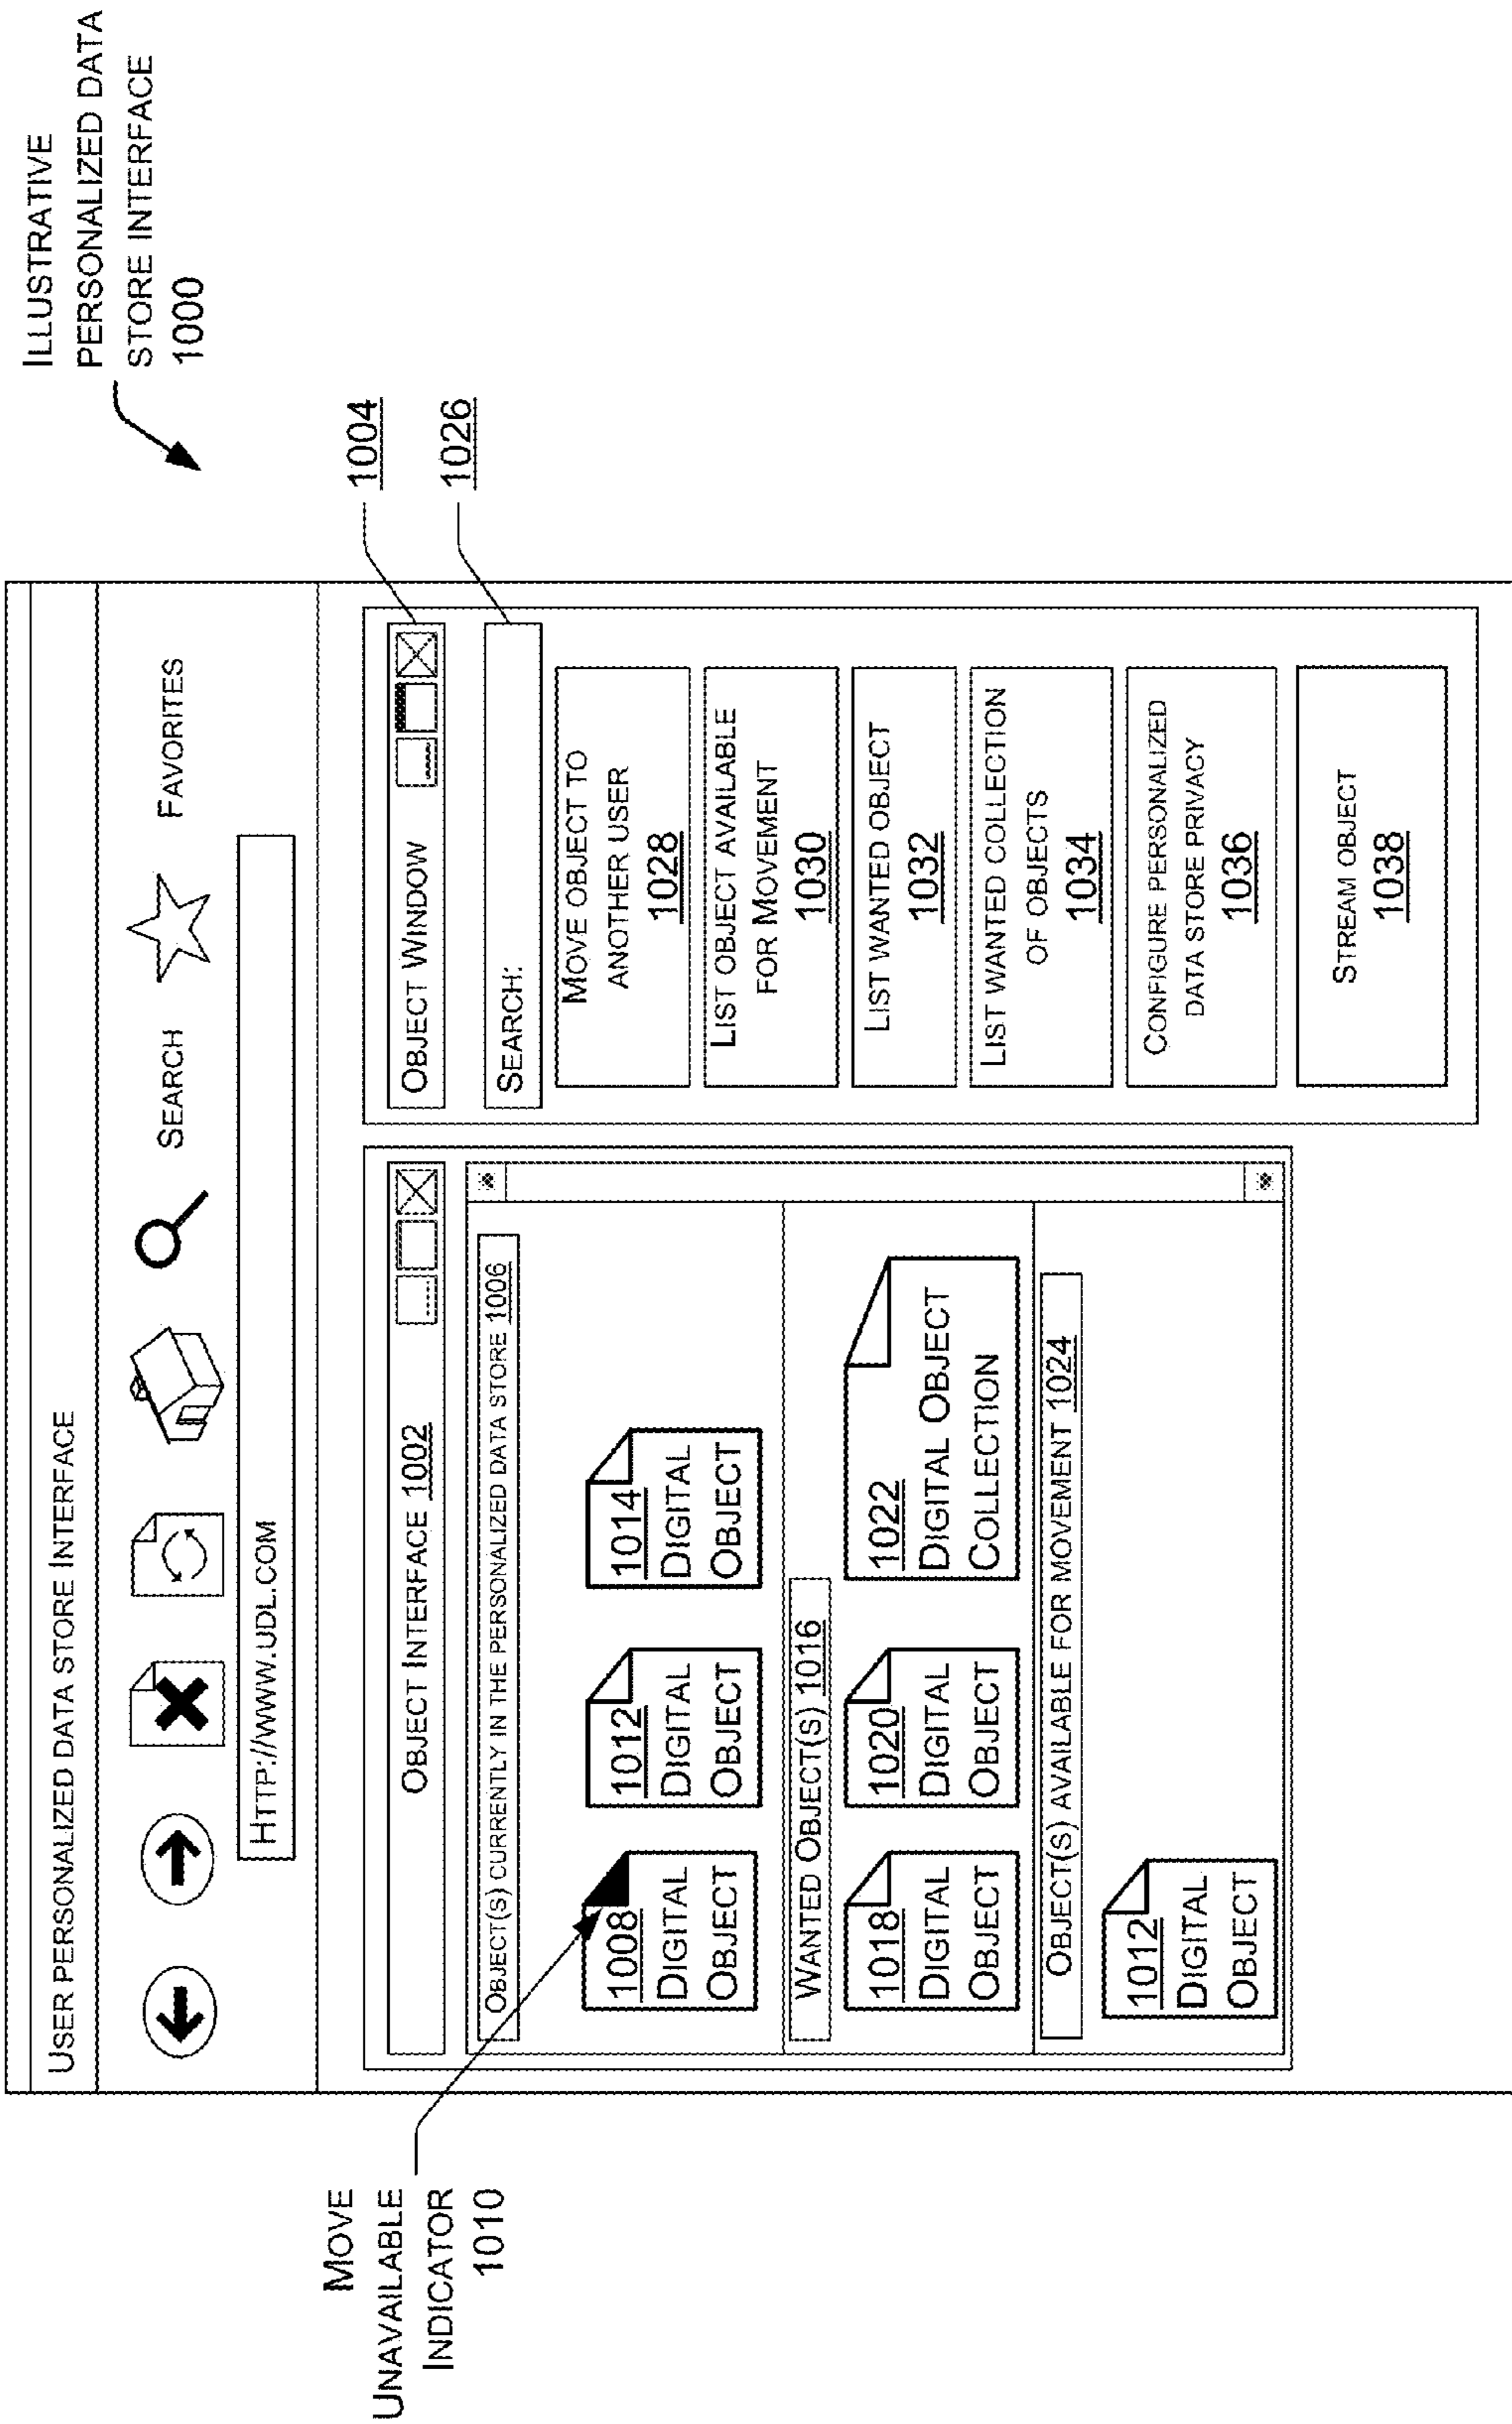 ILLUSTRATIVE
PERSONALIZED DATA
STORE INTERFACE
1000
USER PERSONALIZED DATA STORE INTERFACE
SEARCH
FAVORITES
HTTP://WWW.UDL.COM
OBJECT INTERFACE 1002
OBJECT(S) CURRENTLY IN THE PERSONALIZED DATA STORE 1006
1008
DIGITAL
OBJECT
1012
DIGITAL
OBJECT
1014
DIGITAL
OBJECT
WANTED OBJECT(S) 1016
1018
DIGITAL
OBJECT
1020
DIGITAL
OBJECT
1022
DIGITAL OBJECT
COLLECTION
OBJECT(S) AVAILABLE FOR MOVEMENT 1024
1012
DIGITAL
OBJECT
OBJECT WINDOW
1004
SEARCH:
1026
MOVE OBJECT TO
ANOTHER USER
1028
LIST OBJECT AVAILABLE
FOR MOVEMENT
1030
LIST WANTED OBJECT
1032
LIST WANTED COLLECTION
OF OBJECTS
1034
CONFIGURE PERSONALIZED
DATA STORE PRIVACY
1036
STREAM OBJECT
1038
MOVE
UNAVAILABLE
INDICATOR
1010